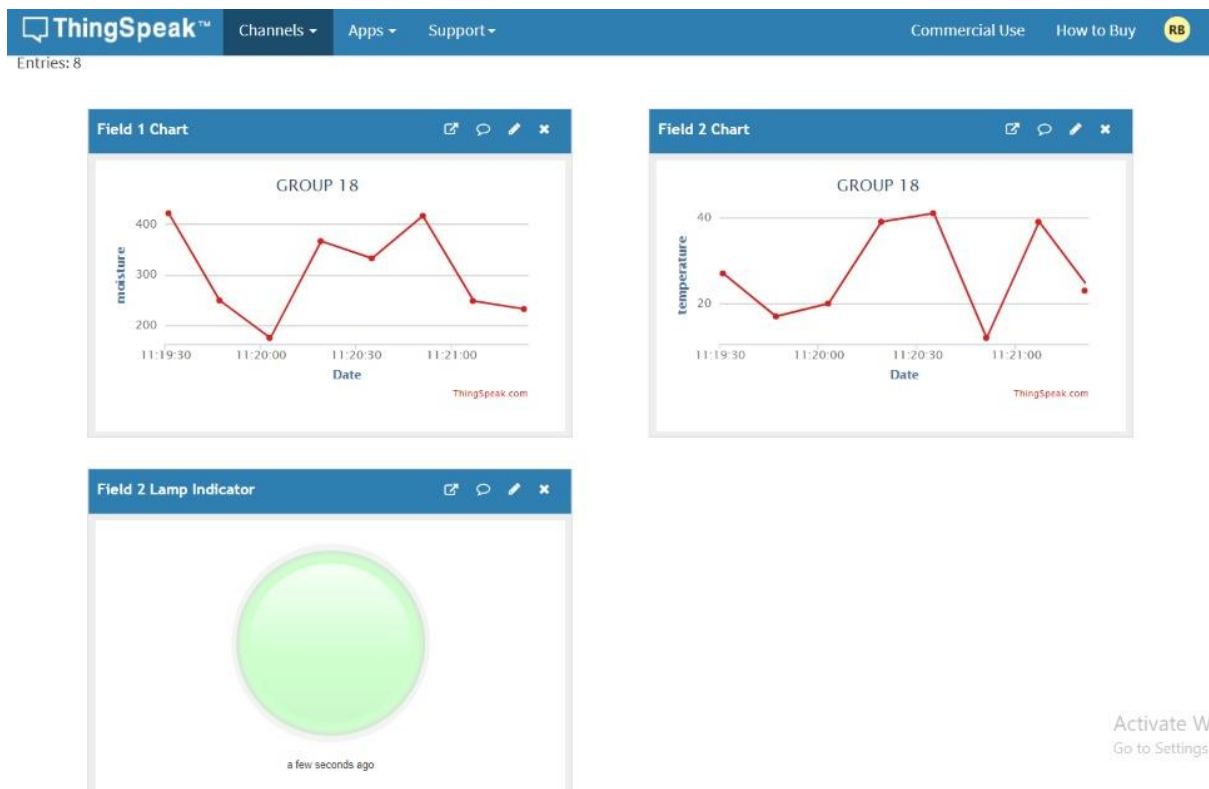 ThingSpeak™ Channels Apps Support Commercial Use How to Buy RB
Entries: 8
Field 1 Chart
GROUP 18
400
300
200
moisture
11:19:30 11:20:00 11:20:30 11:21:00
Date
ThingSpeak.com
Field 2 Chart
GROUP 18
40
20
temperature
11:19:30 11:20:00 11:20:30 11:21:00
Date
ThingSpeak.com
Field 2 Lamp Indicator
a few seconds ago
Activate W
Go to Settings